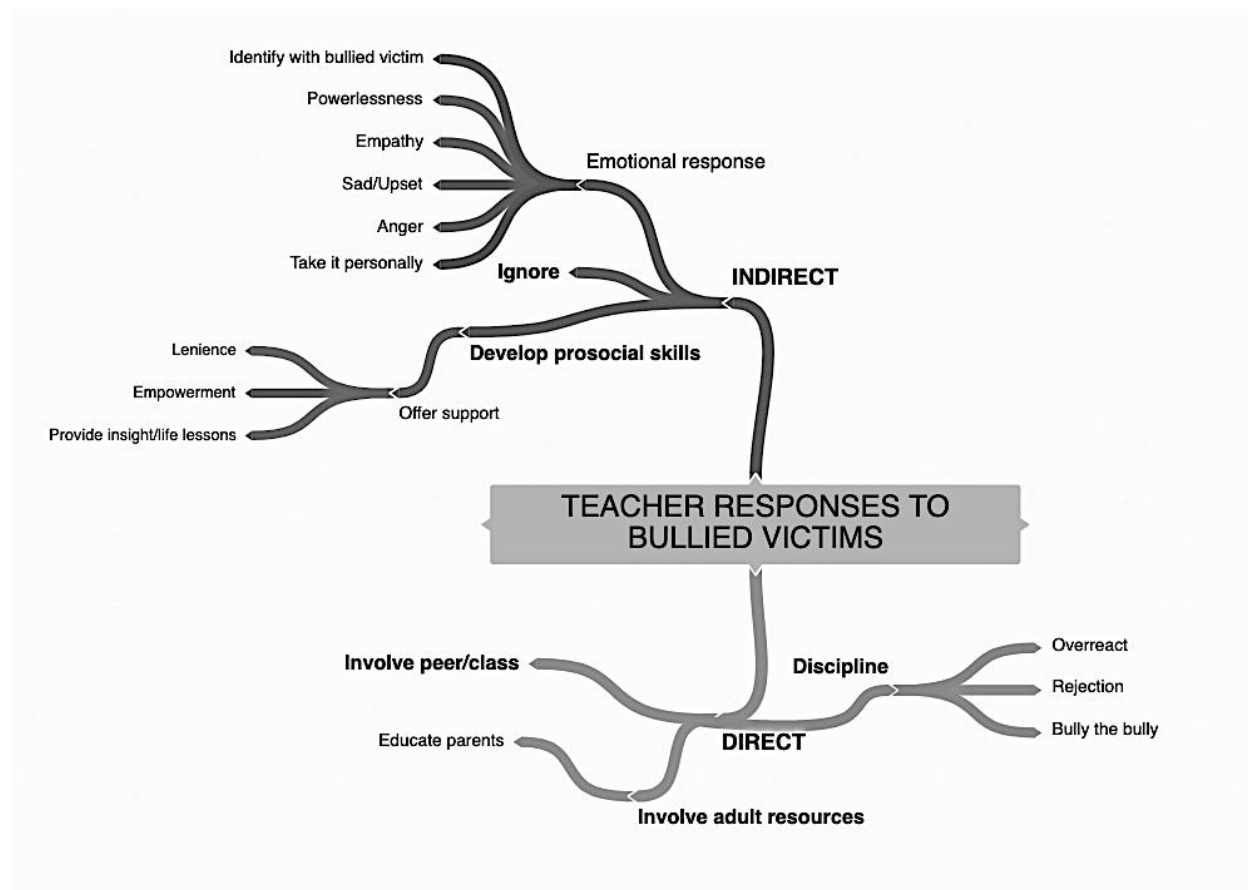 Identify with bullied victim
Powerlessness
Empathy
Sad/Upset
Anger
Take it personally
Emotional response
Ignore
INDIRECT
Develop prosocial skills
Lenience
Empowerment
Provide insight/life lessons
Offer support
TEACHER RESPONSES TO
BULLIED VICTIMS
Involve peer/class
Educate parents
Involve adult resources
DIRECT
Discipline
Overreact
Rejection
Bully the bully